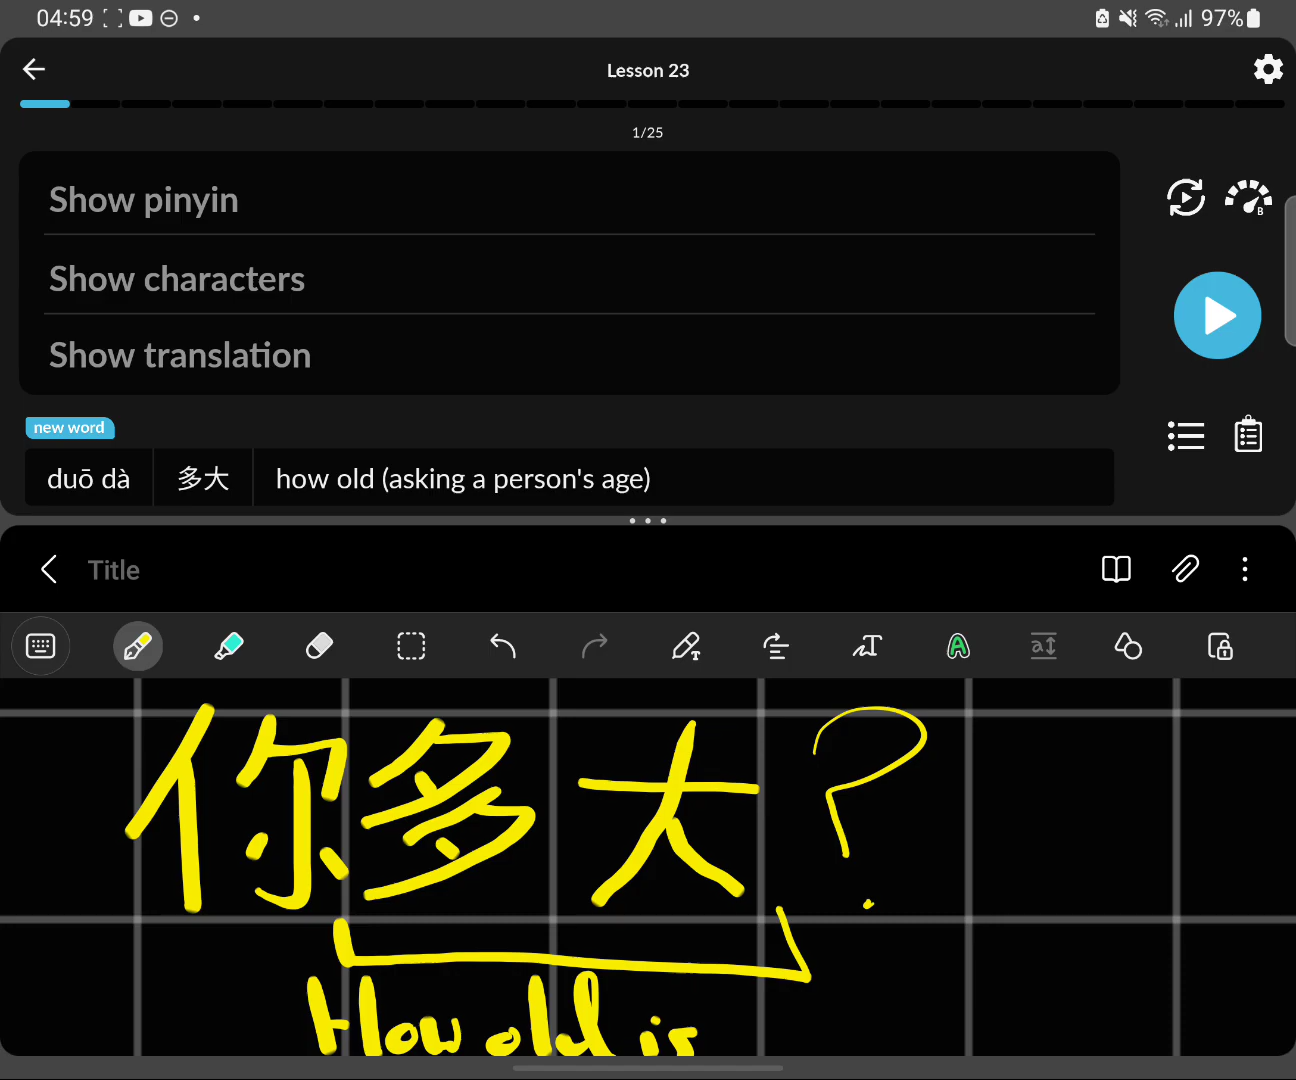 04:59 97%
Lesson 23
1/25
Show pinyin
Show characters
Show translation
new word
duō dà 多大 how old (asking a person's age)
Title
你多大?
How old is